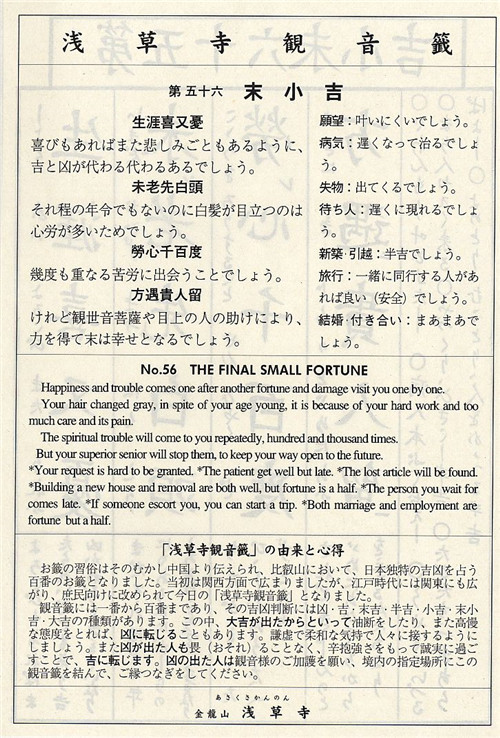 浅草寺観音籤
第五十六 末小吉
生涯喜又憂
喜びもあればまた悲しみごともあるように、
吉と凶が代わる代わるあるでしょう。
未老先白頭
それ程の年令でもないのに白髪が目立つのは
心労が多いためでしょう。
勞心千百度
幾度も重なる苦労に出会うことでしょう。
方遇貴人留
けれど観世音菩薩や目上の人の助けにより、
力を得て末は幸せとなるでしょう。
願望：叶いにくいでしょう。
病気：遅くなって治るでしょ
う。
失物：出てくるでしょう。
待ち人：遅くに現れるでしょ
う。
新築·引越：半吉でしょう。
旅行：一緒に同行する人があ
れば良い（安全）でしょう。
結婚·付き合い：まあまあで
しょう。
No.56 THE FINAL SMALL FORTUNE
Happiness and trouble comes one after another fortune and damage visit you one by one.
Your hair changed gray, in spite of your age young, it is because of your hard work and too
much care and its pain.
The spiritual trouble will come to you repeatedly, hundred and thousand times.
But your superior senior will stop them, to keep your way open to the future.
*Your request is hard to be granted. *The patient get well but late. *The lost article will be found.
*Building a new house and removal are both well, but fortune is a half. *The person you wait for
comes late. *If someone escort you, you can start a trip. *Both marriage and employment are
fortune but a half.
「浅草寺観音籤」の由来と心得
お籤の習俗はそのむかし中国より伝えられ、比叡山において、日本独特の吉凶を占う
百番のお籤となりました。当初は関西方面で広まりましたが、江戸時代には関東にも広
がり、庶民向けに改められて今日の「浅草寺観音籤」となりました。
観音籤には一番から百番まであり、その吉凶判断には凶·吉·末吉·半吉·小吉·末小
吉·大吉の7種類があります。この中、大吉が出たからといって油断をしたり、また高慢
な態度をとれば、凶に転じることもあります。謙虚で柔和な気持で人々に接するように
しましょう。また凶が出た人も畏（おそれ）ることなく、辛抱強さをもって誠実に過ご
すことで、吉に転じます。凶の出た人は観音様のご加護を願い、境内の指定場所にこの
観音籤を結んで、ご縁つなぎをしてください。
あさくさかんのん
金龍山 浅草寺